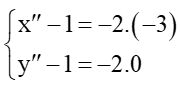 x″ − 1 = −2.(−3)
y″ − 1 = −2.0